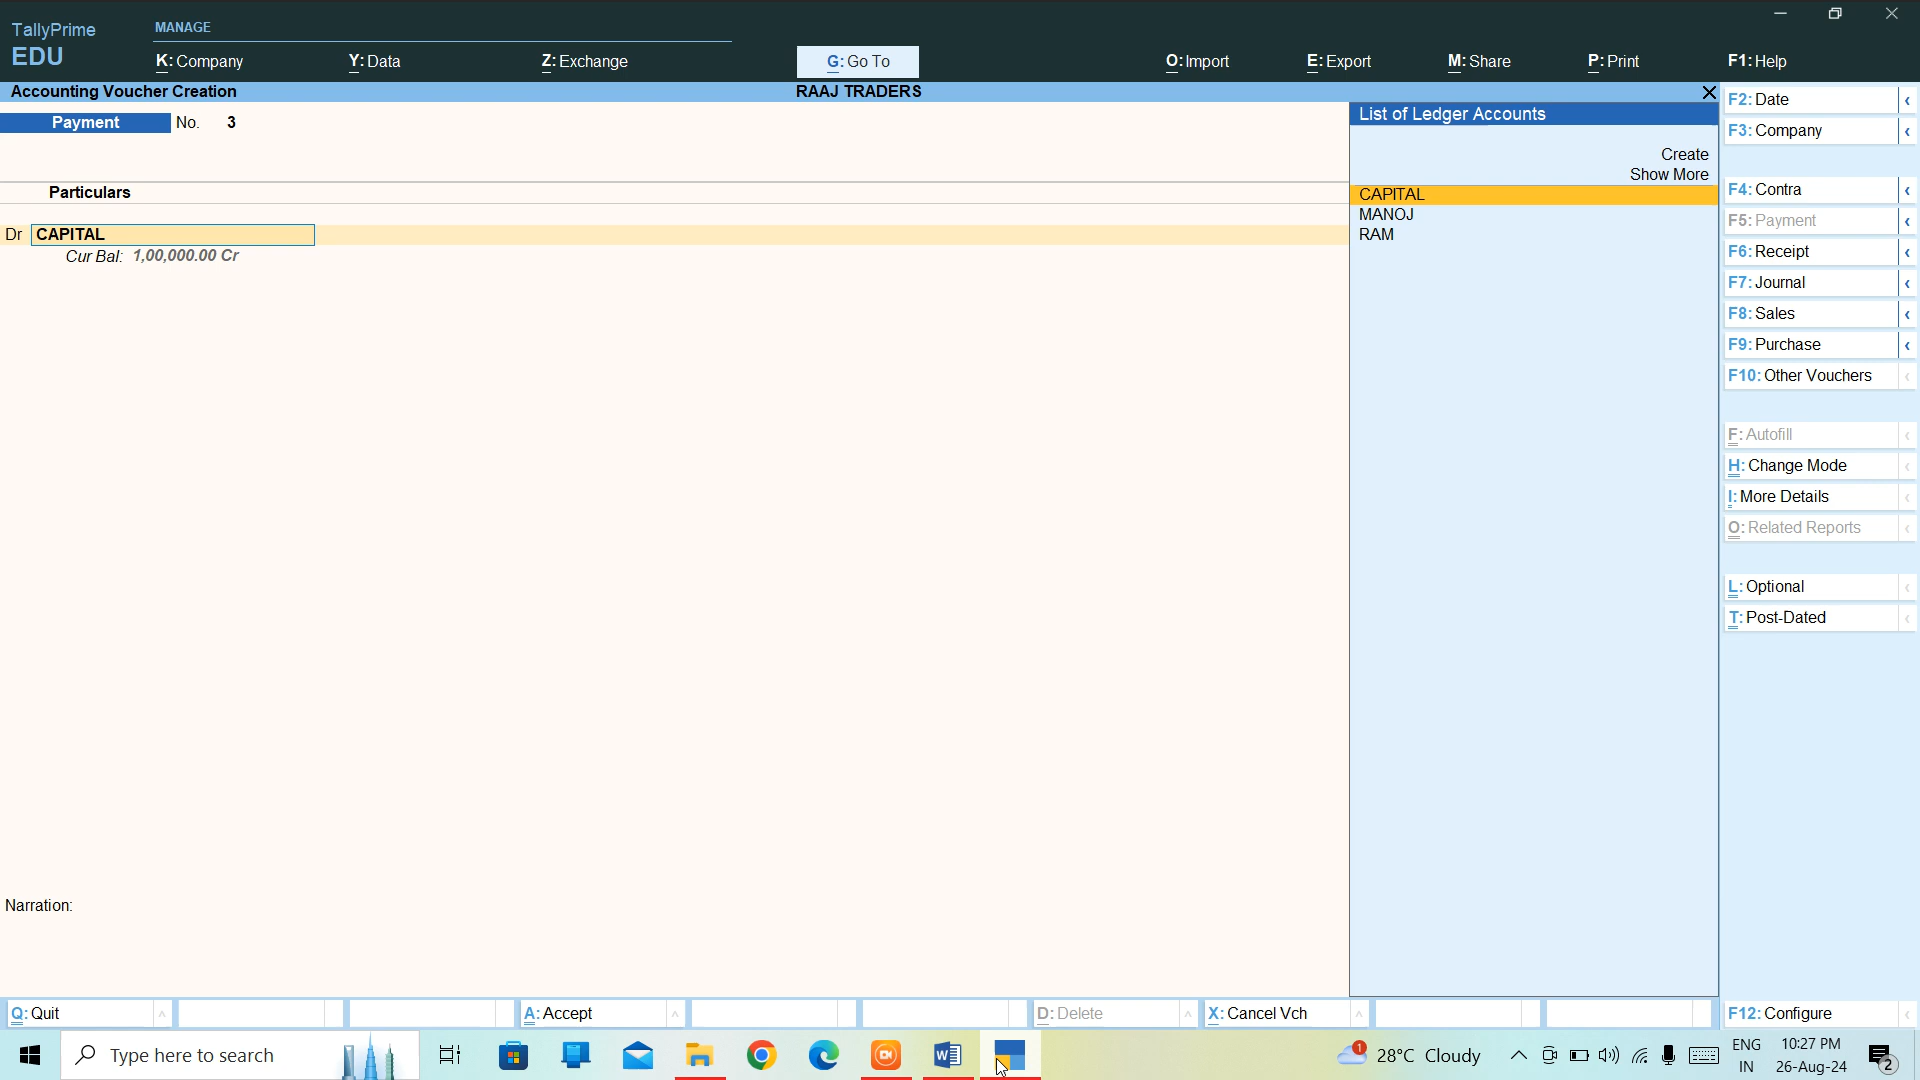 TallyPrime
EDU
MANAGE
K: Company
Y: Data
Z: Exchange
G: Go To
O: Import
E: Export
M: Share
P: Print
F1: Help
Accounting Voucher Creation
RAAJ TRADERS
Payment No. 3
Particulars
Dr CAPITAL
Cur Bal: 1,00,000.00 Cr
Narration:
List of Ledger Accounts
Create
Show More
CAPITAL
MANOJ
RAM
F2: Date
F3: Company
F4: Contra
F5: Payment
F6: Receipt
F7: Journal
F8: Sales
F9: Purchase
F10: Other Vouchers
F: Autofill
H: Change Mode
I: More Details
O: Related Reports
L: Optional
T: Post-Dated
Q: Quit
A: Accept
D: Delete
X: Cancel Vch
F12: Configure
Type here to search
1
28°C Cloudy
ENG
IN
10:27 PM
26-Aug-24
2